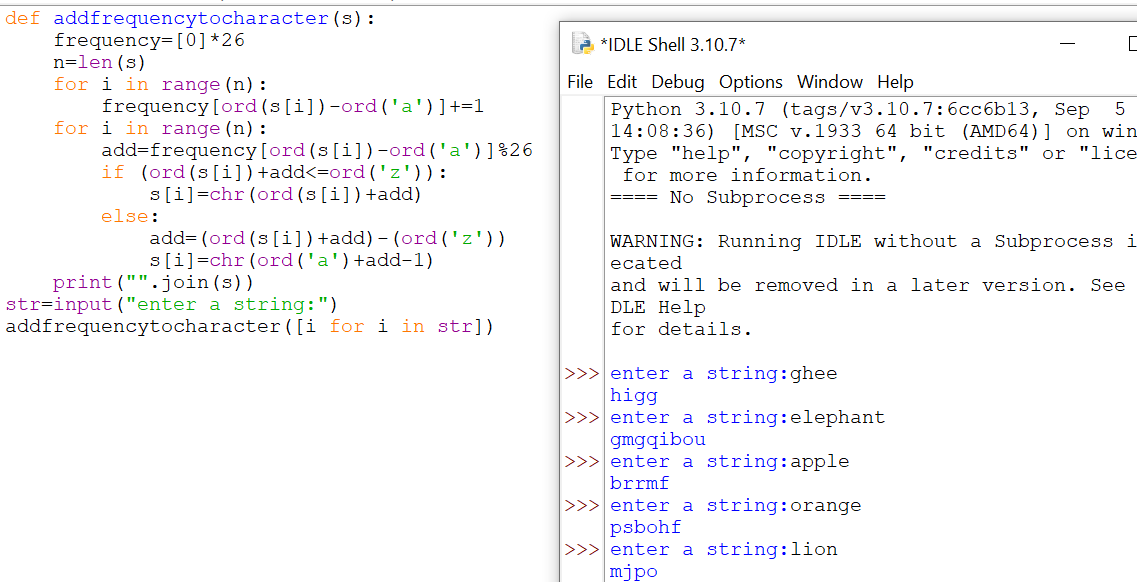 def addfrequencytocharacter(s):
    frequency=[0]*26
    n=len(s)
    for i in range(n):
        frequency[ord(s[i])-ord('a')]+=1
    for i in range(n):
        add=frequency[ord(s[i])-ord('a')]%26
        if (ord(s[i])+add<=ord('z')):
            s[i]=chr(ord(s[i])+add)
        else:
            add=(ord(s[i])+add)-(ord('z'))
            s[i]=chr(ord('a')+add-1)
    print("".join(s))
str=input("enter a string:")
addfrequencytocharacter([i for i in str])
*IDLE Shell 3.10.7*
File Edit Debug Options Window Help
Python 3.10.7 (tags/v3.10.7:6cc6b13, Sep 5
14:08:36) [MSC v.1933 64 bit (AMD64)] on win
Type "help", "copyright", "credits" or "lice
for more information.
==== No Subprocess ====
WARNING: Running IDLE without a Subprocess i
ecated
and will be removed in a later version. See
DLE Help
for details.
>>> enter a string:ghee
higg
>>> enter a string:elephant
gmgqibou
>>> enter a string:apple
brrmf
>>> enter a string:orange
psbohf
>>> enter a string:lion
mjpo